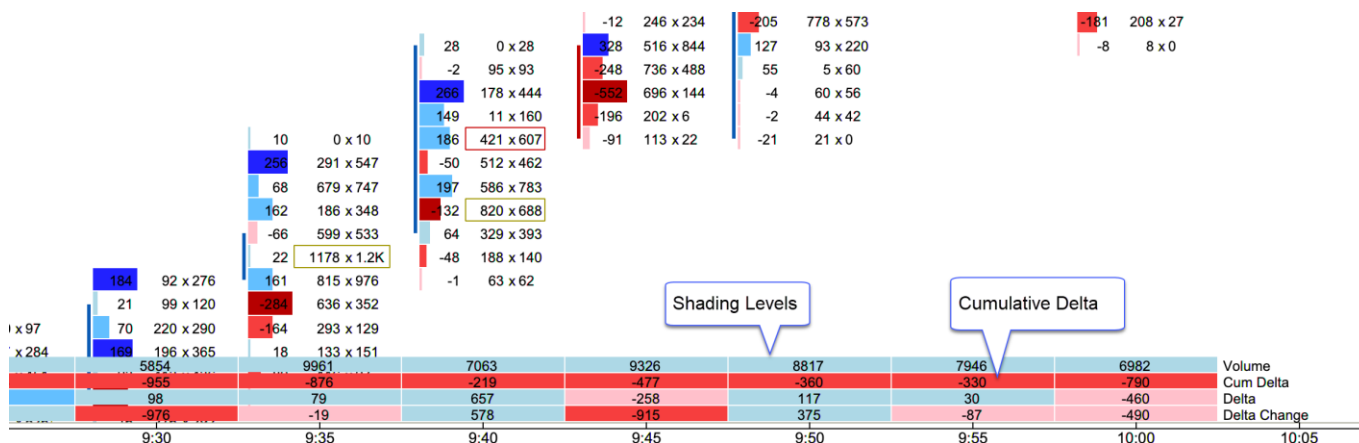 -12 246 x 234 -205 778 x 573 -181 208 x 27
28 0 x 28 328 516 x 844 127 93 x 220 -8 8 x 0
-2 95 x 93 -248 736 x 488 55 5 x 60
266 178 x 444 -552 696 x 144 -4 60 x 56
149 11 x 160 -196 202 x 6 -2 44 x 42
10 0 x 10 186 421 x 607 -91 113 x 22 -21 21 x 0
256 291 x 547 -50 512 x 462
68 679 x 747 197 586 x 783
162 186 x 348 -132 820 x 688
-66 599 x 533 64 329 x 393
22 1178 x 1.2K -48 188 x 140
184 92 x 276 161 815 x 976 -1 63 x 62
21 99 x 120 -284 636 x 352 Shading Levels Cumulative Delta
x 97 70 220 x 290 -164 293 x 129
x 284 169 196 x 365 18 133 x 151
5854 9961 7063 9326 8817 7946 6982 Volume
-955 -876 -219 -477 -360 -330 -790 Cum Delta
98 79 657 -258 117 30 -460 Delta
-976 -19 578 -915 375 -87 -490 Delta Change
9:30 9:35 9:40 9:45 9:50 9:55 10:00 10:05